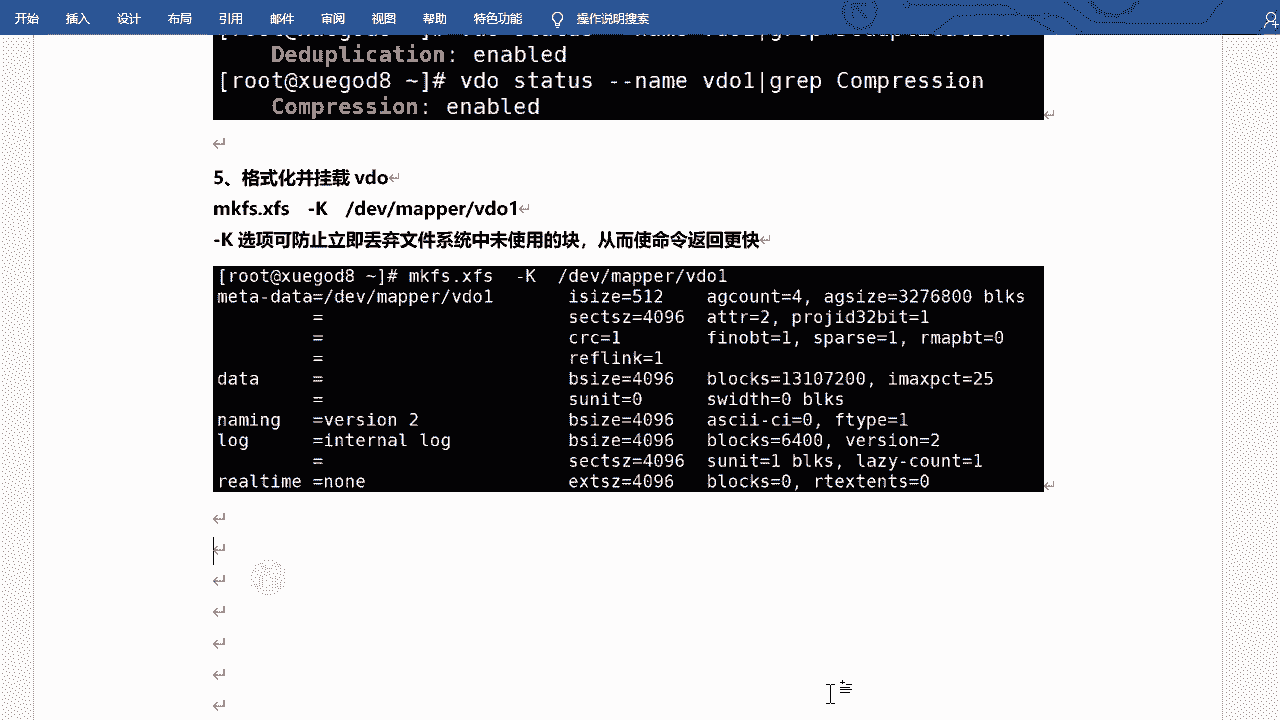 开始 插入 设计 布局 引用 邮件 审阅 视图 帮助 特色功能 操作说明搜索
Deduplication: enabled
[root@xuegod8 ~]# vdo status --name vdo1|grep Compression
Compression: enabled
5、格式化并挂载 vdo
mkfs.xfs -K /dev/mapper/vdo1
-K 选项可防止立即丢弃文件系统中未使用的块，从而使命令返回更快
[root@xuegod8 ~]# mkfs.xfs -K /dev/mapper/vdo1
meta-data=/dev/mapper/vdo1 isize=512 agcount=4, agsize=3276800 blks
= sectsz=4096 attr=2, projid32bit=1
= crc=1 finobt=1, sparse=1, rmapbt=0
= reflink=1
data = bsize=4096 blocks=13107200, imaxpct=25
= sunit=0 swidth=0 blks
naming =version 2 bsize=4096 ascii-ci=0, ftype=1
log =internal log bsize=4096 blocks=6400, version=2
= sectsz=4096 sunit=1 blks, lazy-count=1
realtime =none extsz=4096 blocks=0, rtextents=0